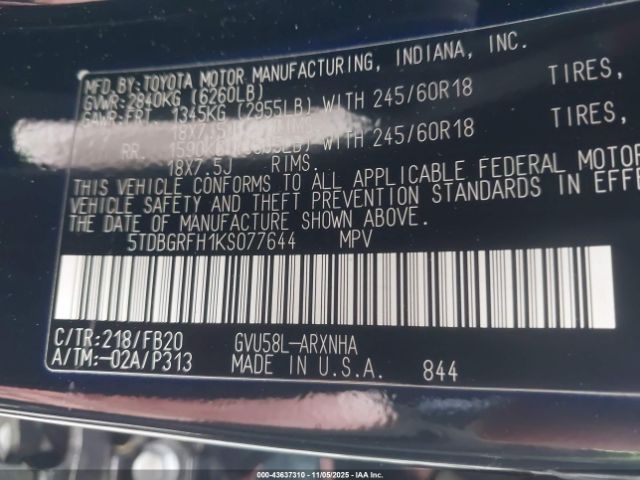 MFD.BY:TOYOTA MOTOR MANUFACTURING, INDIANA, INC.
GVWR:2840KG (6260LB)
GAWR:FRT. 1345KG (2955LB) WITH 245/60R18 TIRES,
18X7.5J
RR. 1590KG WITH 245/60R18 TIRES,
18X7.5J RIMS.
THIS VEHICLE CONFORMS TO ALL APPLICABLE FEDERAL MOTOR
VEHICLE SAFETY AND THEFT PREVENTION STANDARDS IN EFFE
THE DATE OF MANUFACTURE SHOWN ABOVE.
5TDBGRFH1KS077644 MPV
C/TR:218/FB20 GVU58L-ARXNHA
A/TM:-02A/P313 MADE IN U.S.A. 844
000-43637310 - 11/05/2025 - COPYRIGHT IAA